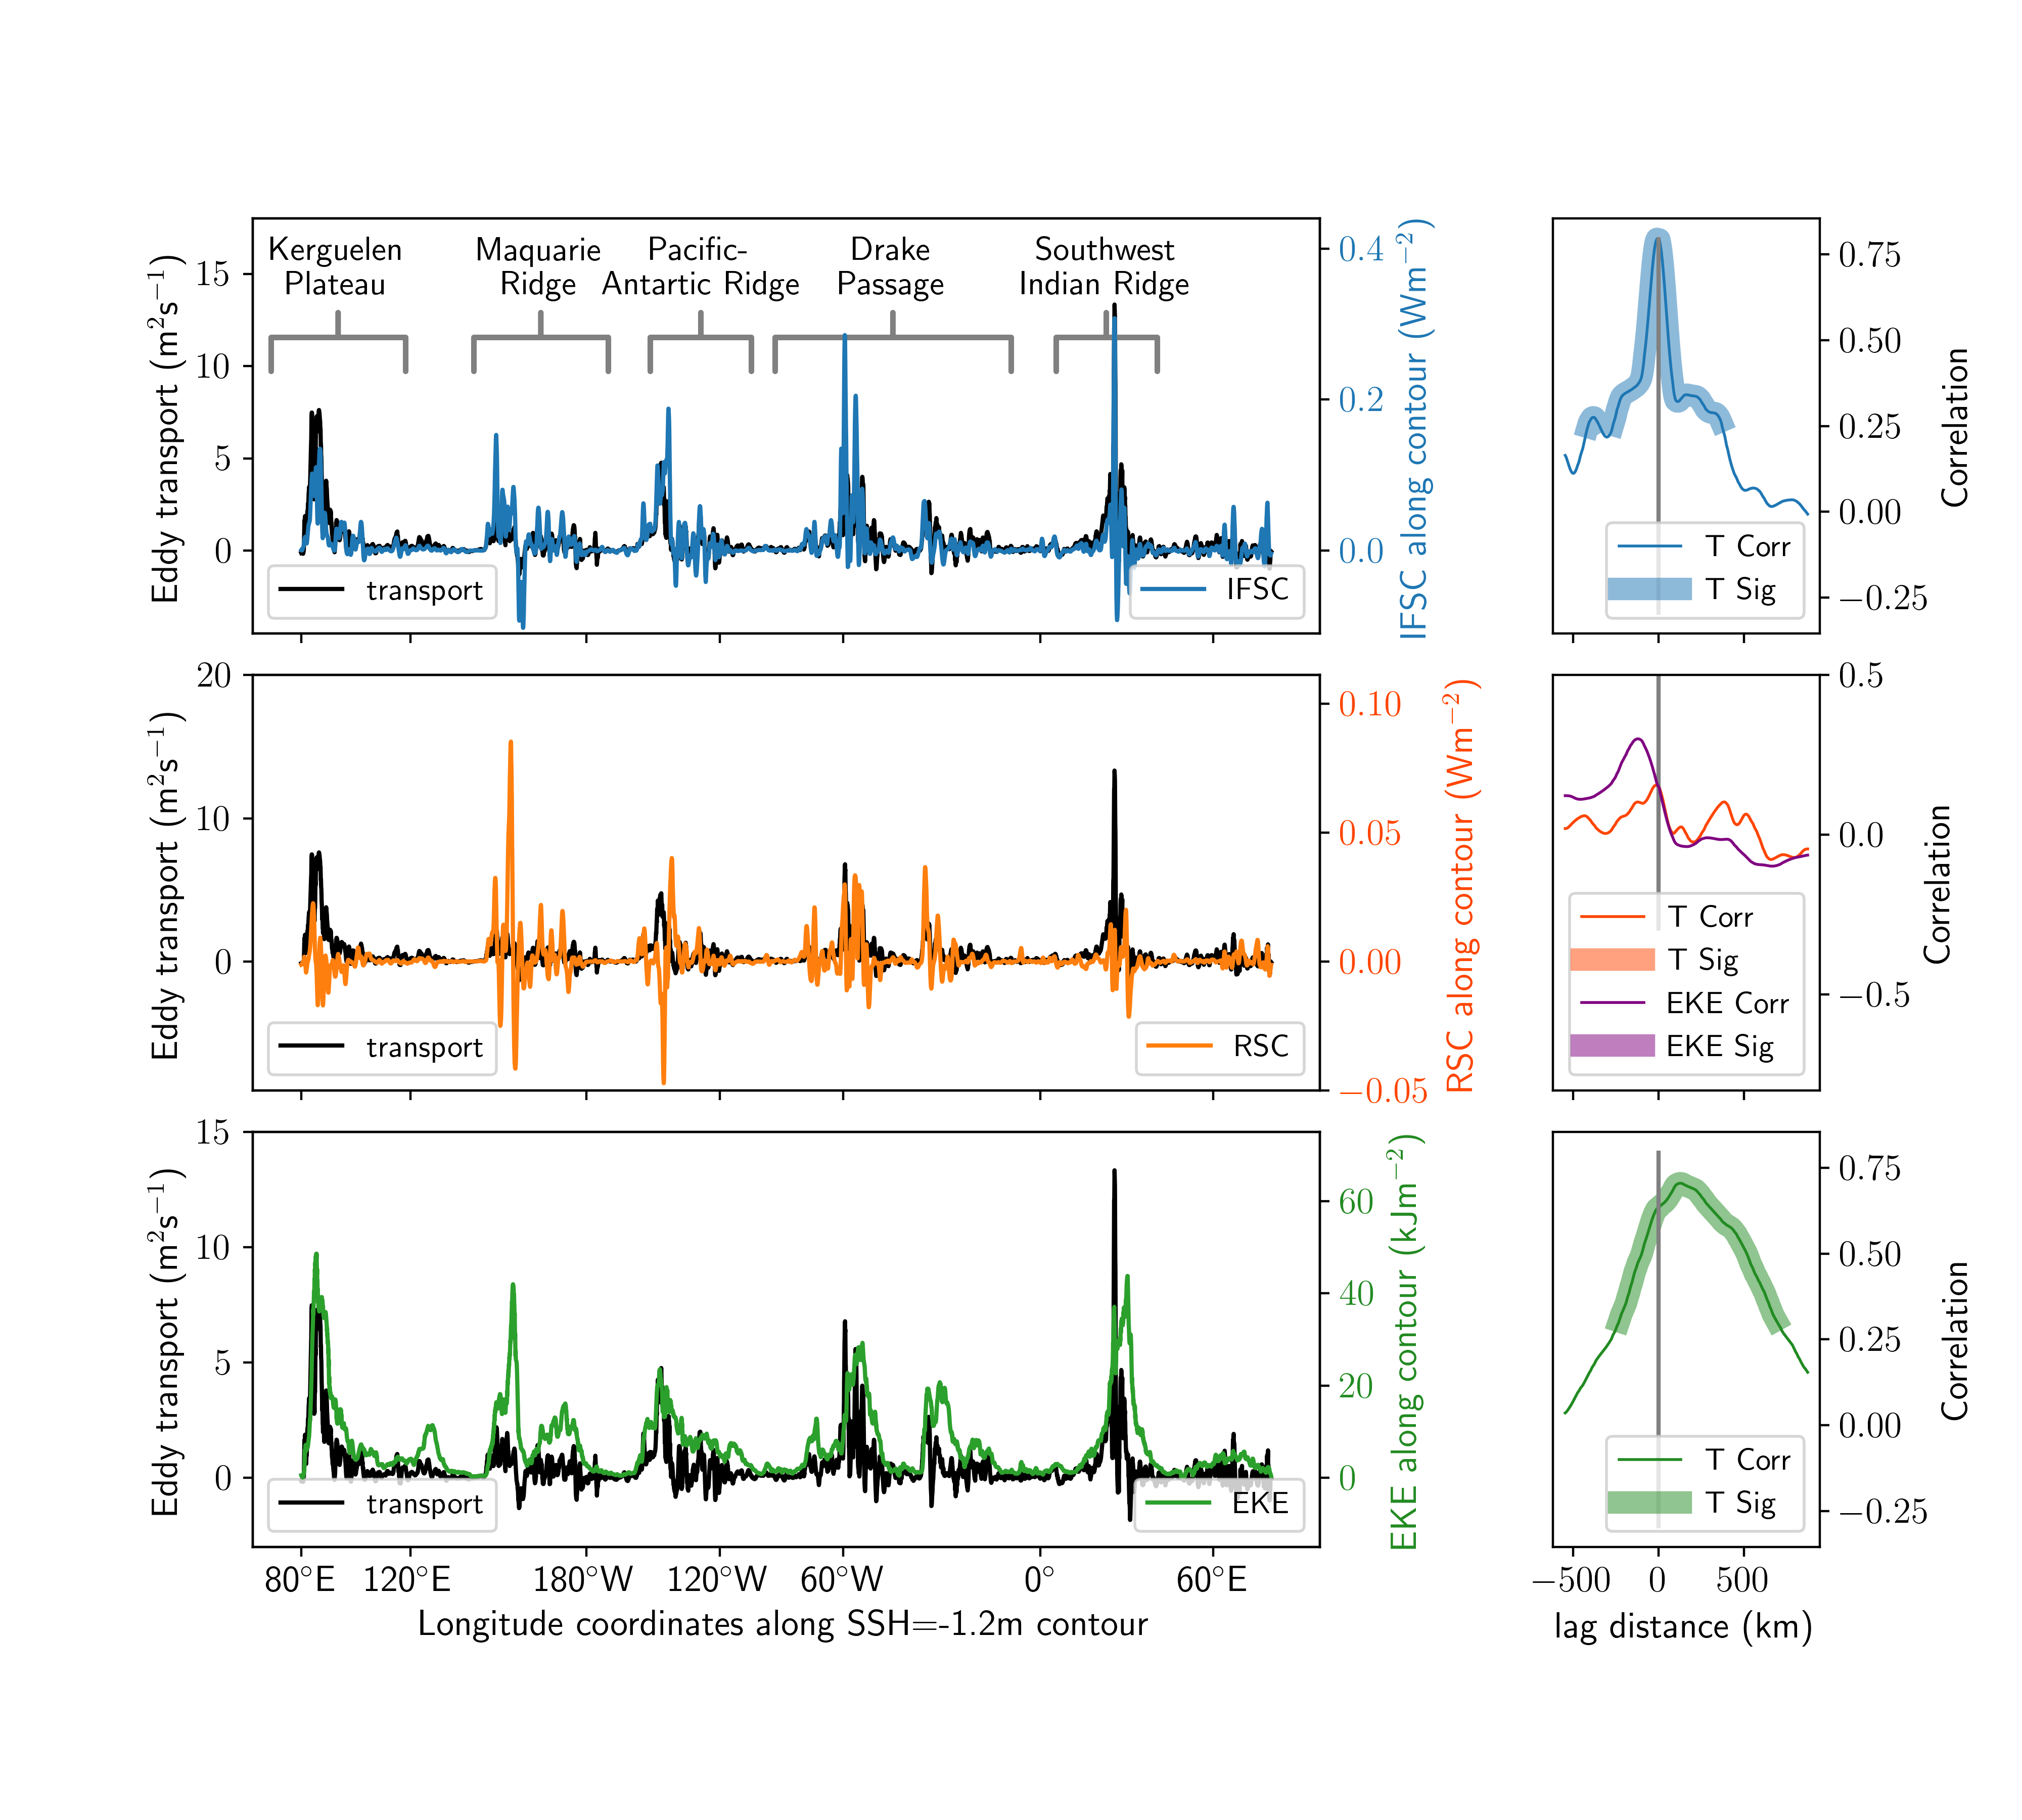 Kerguelen
Plateau
Maquarie
Ridge
Pacific-
Antartic Ridge
Drake
Passage
Southwest
Indian Ridge
Eddy transport (m²s⁻¹)
15
10
5
0
transport
IFSC
0.4
0.2
0.0
IFSC along contour (Wm⁻²)
T Corr
T Sig
0.75
0.50
0.25
0.00
−0.25
Correlation
Eddy transport (m²s⁻¹)
20
10
0
transport
RSC
0.10
0.05
0.00
−0.05
RSC along contour (Wm⁻²)
T Corr
T Sig
EKE Corr
EKE Sig
0.5
0.0
−0.5
Correlation
Eddy transport (m²s⁻¹)
15
10
5
0
transport
EKE
60
40
20
0
EKE along contour (kJm⁻²)
80°E 120°E 180°W 120°W 60°W 0° 60°E
Longitude coordinates along SSH=-1.2m contour
T Corr
T Sig
0.75
0.50
0.25
0.00
−0.25
Correlation
−500 0 500
lag distance (km)